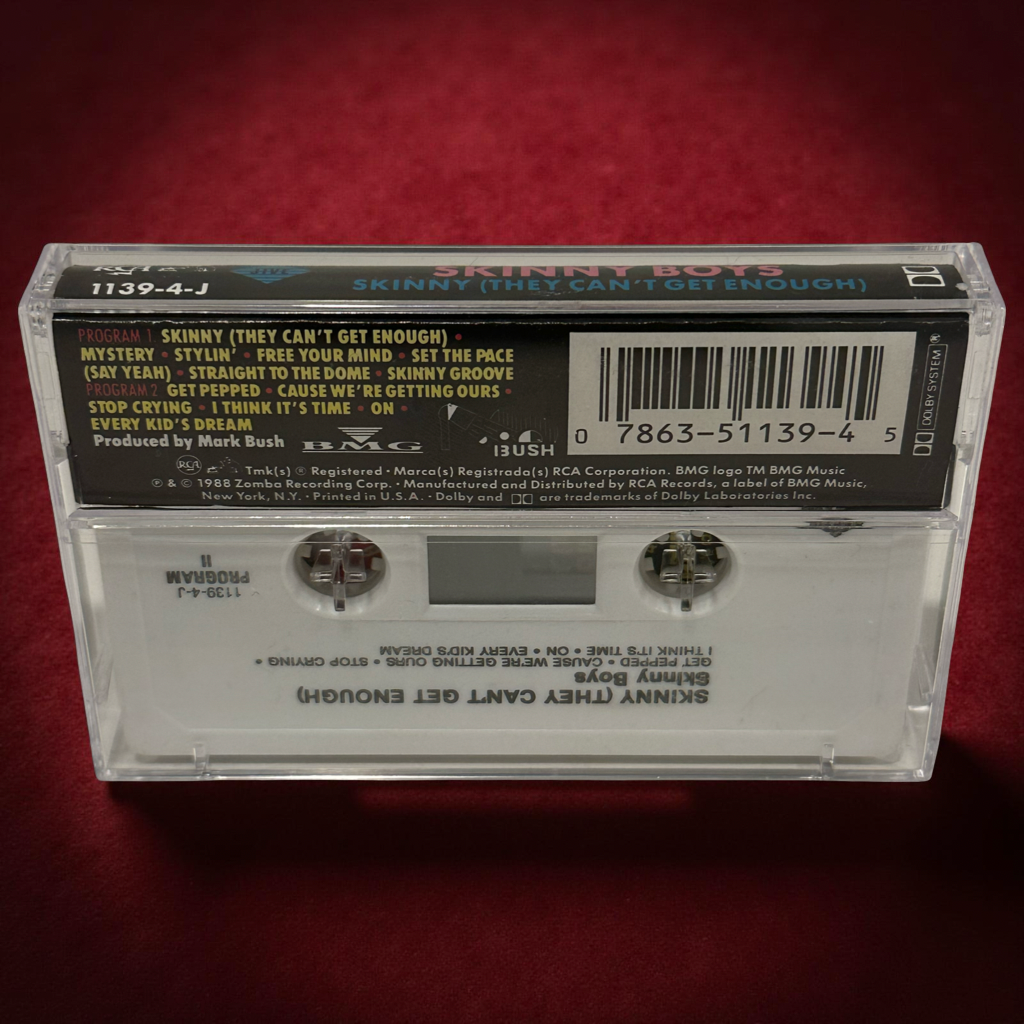 RCA
JIVE
SKINNY BOYS
1139-4-J
SKINNY (THEY CAN'T GET ENOUGH)
PROGRAM 1 SKINNY (THEY CAN'T GET ENOUGH) •
MYSTERY • STYLIN' • FREE YOUR MIND • SET THE PACE
(SAY YEAH) • STRAIGHT TO THE DOME • SKINNY GROOVE
PROGRAM 2 GET PEPPED • CAUSE WE'RE GETTING OURS •
STOP CRYING • I THINK IT'S TIME • ON •
EVERY KID'S DREAM
Produced by Mark Bush
BMG
BUSH
0 7863-51139-4 5
DOLBY SYSTEM ®
RCA Tmk(s) ® Registered • Marca(s) Registrada(s) RCA Corporation. BMG logo TM BMG Music
℗ & © 1988 Zomba Recording Corp. • Manufactured and Distributed by RCA Records, a label of BMG Music,
New York, N.Y. • Printed in U.S.A. • Dolby and are trademarks of Dolby Laboratories Inc.
SKINNY (THEY CAN'T GET ENOUGH)
Skinny Boys
GET PEPPED • CAUSE WE'RE GETTING OURS • STOP CRYING •
I THINK IT'S TIME • ON • EVERY KID'S DREAM
1139-4-J
PROGRAM
II